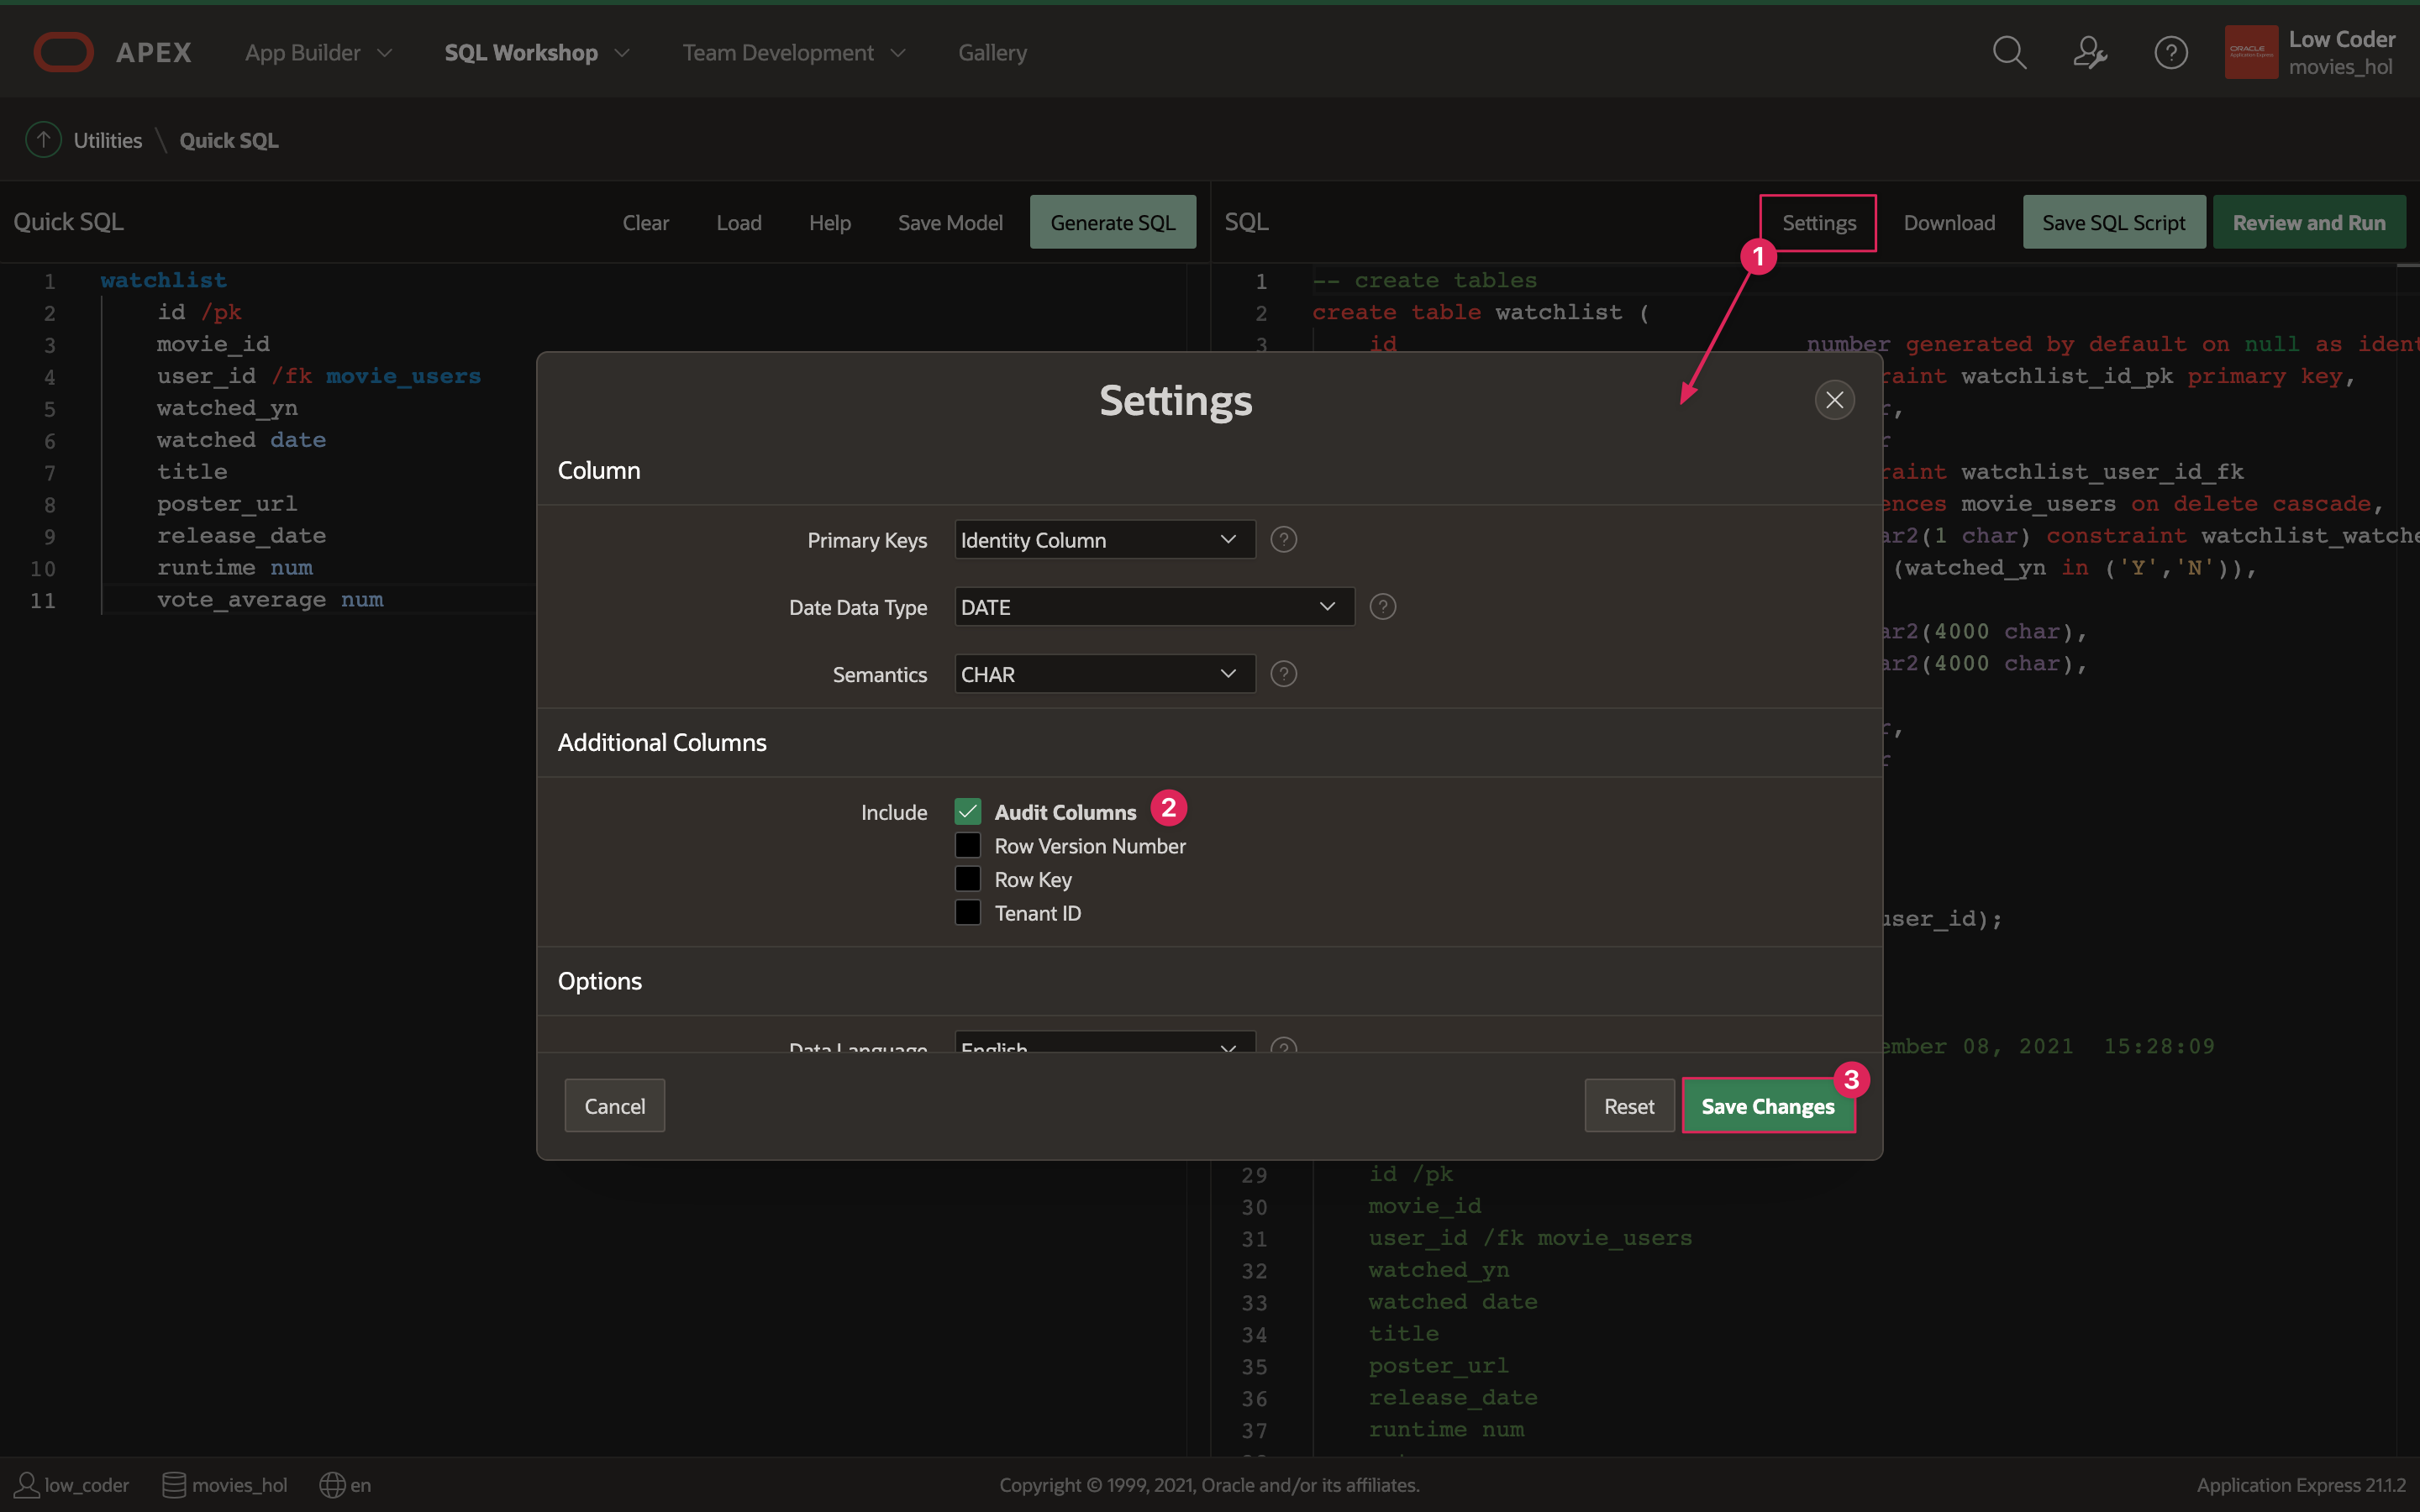 APEX App Builder SQL Workshop Team Development Gallery
ORACLE
Low Coder
movies_hol
Utilities \ Quick SQL
Quick SQL Clear Load Help Save Model Generate SQL
SQL Settings Download Save SQL Script Review and Run
1
1 watchlist
2 id /pk
3 movie_id
4 user_id /fk movie_users
5 watched_yn
6 watched date
7 title
8 poster_url
9 release_date
10 runtime num
11 vote_average num
1 -- create tables
2 create table watchlist (
3 id number generated by default on null as
watchlist_id_pk primary key,
watchlist_user_id_fk
movie_users on delete cascade,
(1 char) constraint
(watched_yn in ('Y','N')),
(4000 char),
(4000 char),
user_id);
08, 2021 15:28:09
Settings
Column
Primary Keys Identity Column
Date Data Type DATE
Semantics CHAR
Additional Columns
Include Audit Columns 2
Row Version Number
Row Key
Tenant ID
Options
Data Language English
Cancel Reset Save Changes 3
29 id /pk
30 movie_id
31 user_id /fk movie_users
32 watched_yn
33 watched date
34 title
35 poster_url
36 release_date
37 runtime num
low_coder movies_hol en
Copyright © 1999, 2021, Oracle and/or its affiliates.
Application Express 21.1.2